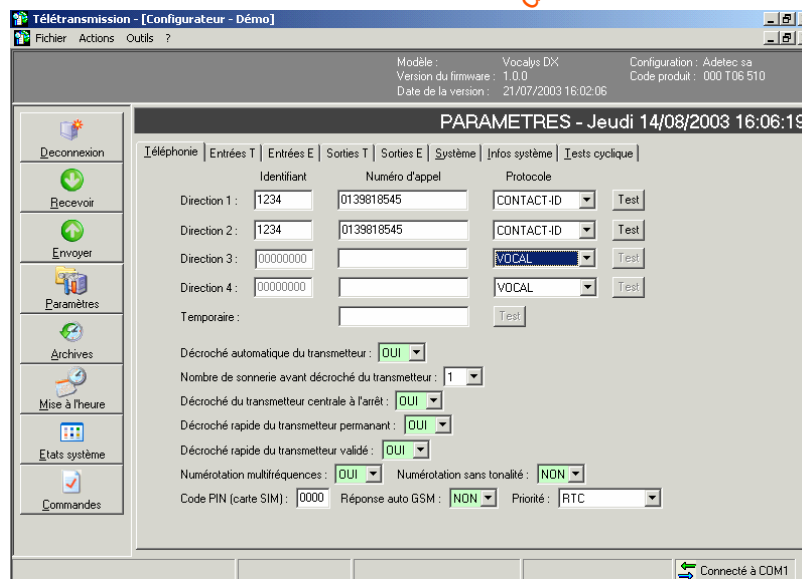 Télétransmission - [Configurateur - Démo]
Fichier Actions Outils ?
Modèle : Vocalys DX Configuration : Adetec sa
Version du firmware : 1.0.0 Code produit : 000 T06 510
Date de la version : 21/07/2003 16:02:06
PARAMETRES - Jeudi 14/08/2003 16:06:19
Deconnexion
Recevoir
Envoyer
Paramètres
Archives
Mise à l'heure
Etats système
Commandes
Téléphonie Entrées T Entrées E Sorties T Sorties E Système Infos système Tests cyclique
Identifiant Numéro d'appel Protocole
Direction 1 : 1234 0139818545 CONTACT-ID Test
Direction 2 : 1234 0139818545 CONTACT-ID Test
Direction 3 : 00000000 VOCAL Test
Direction 4 : 00000000 VOCAL Test
Temporaire : Test
Décroché automatique du transmetteur : OUI
Nombre de sonnerie avant décroché du transmetteur : 1
Décroché du transmetteur centrale à l'arrêt : OUI
Décroché rapide du transmetteur permanant : OUI
Décroché rapide du transmetteur validé : OUI
Numérotation multifréquences : OUI Numérotation sans tonalité : NON
Code PIN (carte SIM) : 0000 Réponse auto GSM : NON Priorité : RTC
Connecté à COM1